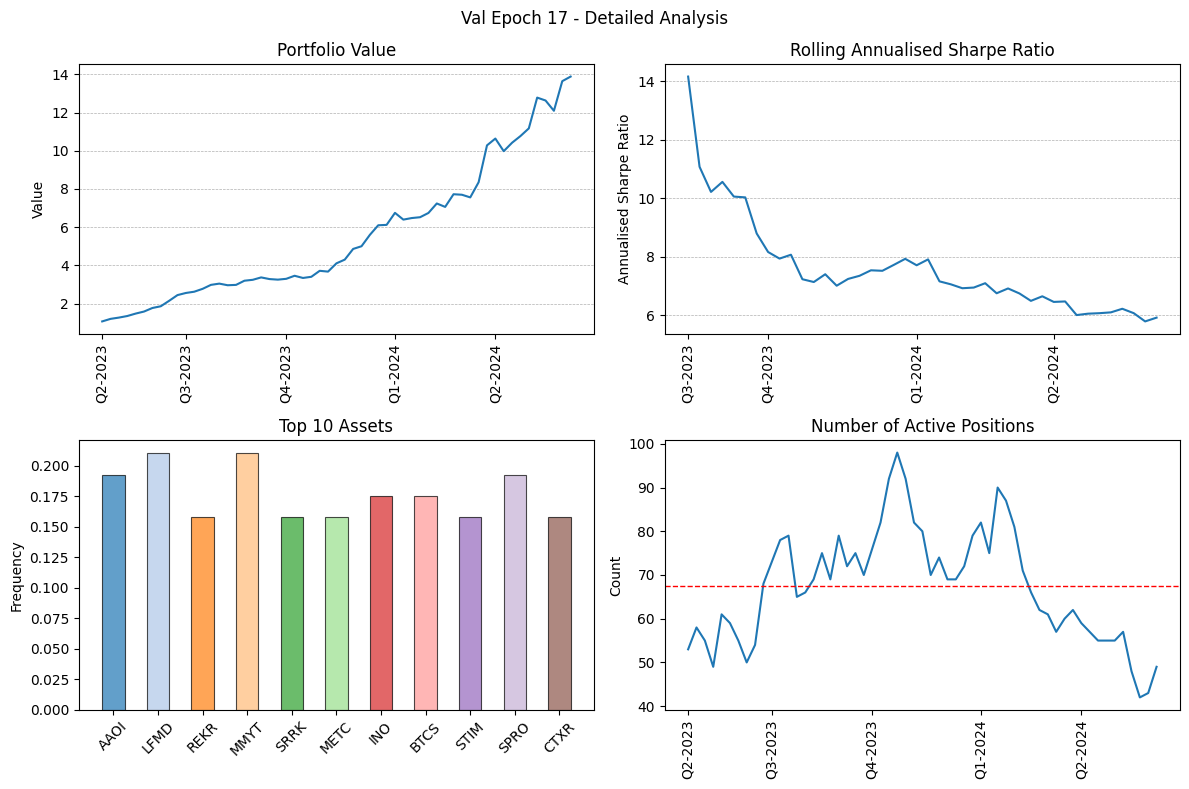 Val Epoch 17 - Detailed Analysis
Portfolio Value
Value
14
12
10
8
6
4
2
Q2-2023
Q3-2023
Q4-2023
Q1-2024
Q2-2024
Rolling Annualised Sharpe Ratio
Annualised Sharpe Ratio
14
12
10
8
6
Q3-2023
Q4-2023
Q1-2024
Q2-2024
Top 10 Assets
Frequency
0.200
0.175
0.150
0.125
0.100
0.075
0.050
0.025
0.000
AAOI
LFMD
REKR
MMYT
SRRK
METC
INO
BTCS
STIM
SPRO
CTXR
Number of Active Positions
Count
100
90
80
70
60
50
40
Q2-2023
Q3-2023
Q4-2023
Q1-2024
Q2-2024